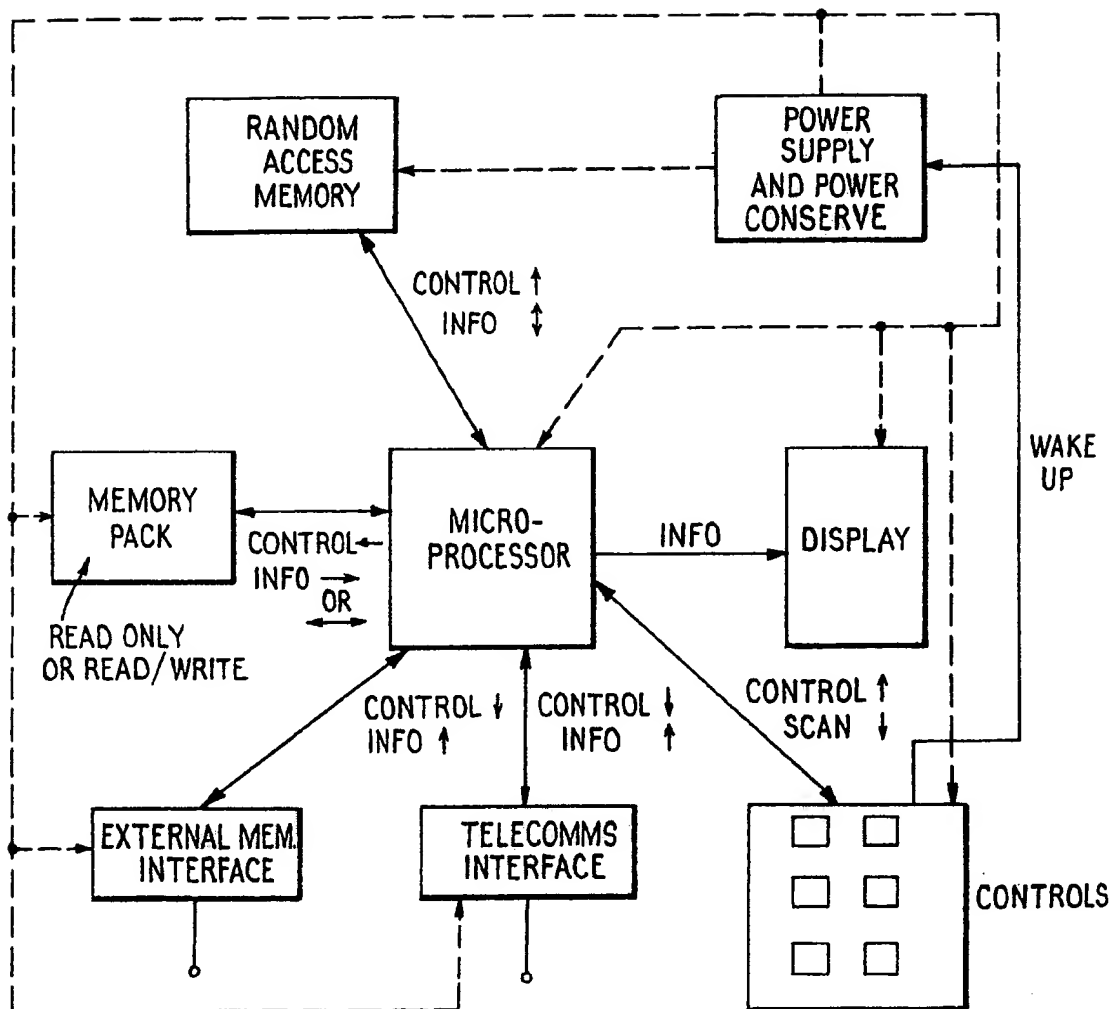 RANDOM
ACCESS
MEMORY
POWER
SUPPLY
AND POWER
CONSERVE
CONTROL ↑
INFO ↕
WAKE
UP
MEMORY
PACK
CONTROL ←
INFO →
OR
↔
MICRO-
PROCESSOR
INFO
DISPLAY
READ ONLY
OR READ/WRITE
CONTROL ↓
INFO ↑
CONTROL ↓
INFO ↑
CONTROL ↑
SCAN ↓
EXTERNAL MEM.
INTERFACE
TELECOMMS
INTERFACE
CONTROLS